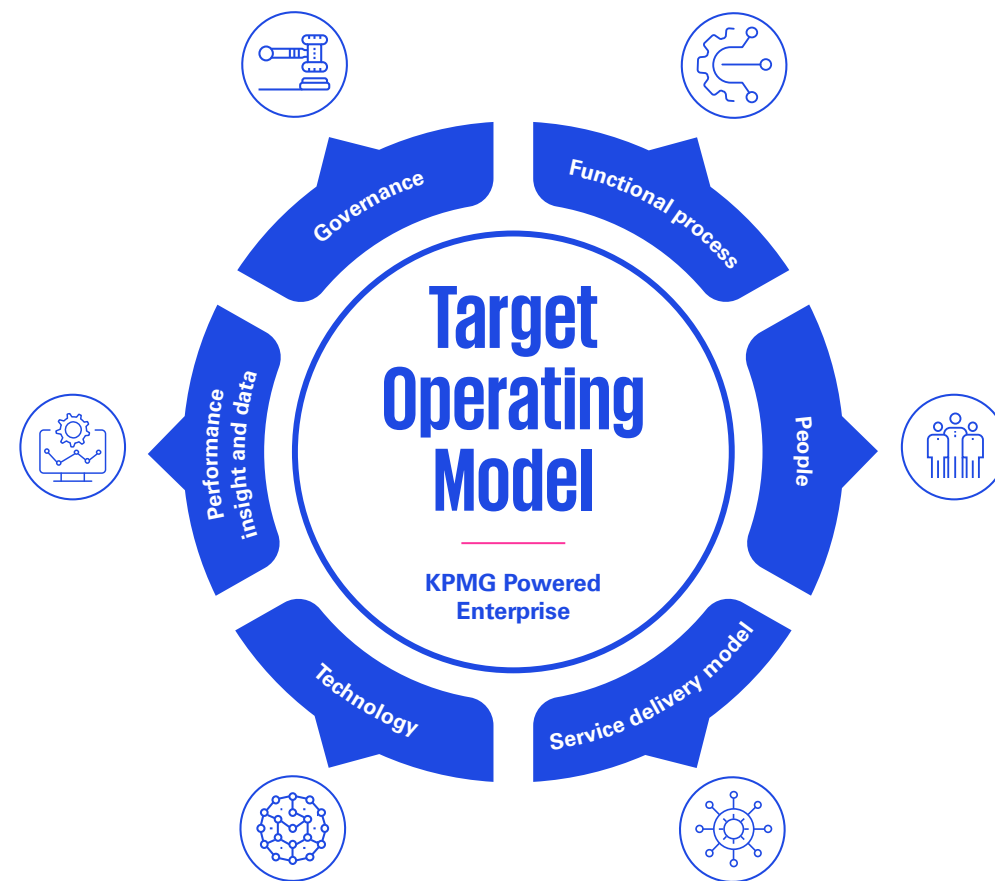 Governance
Functional process
Target
Operating
Model
KPMG Powered
Enterprise
Performance
insight and data
People
Technology
Service delivery model